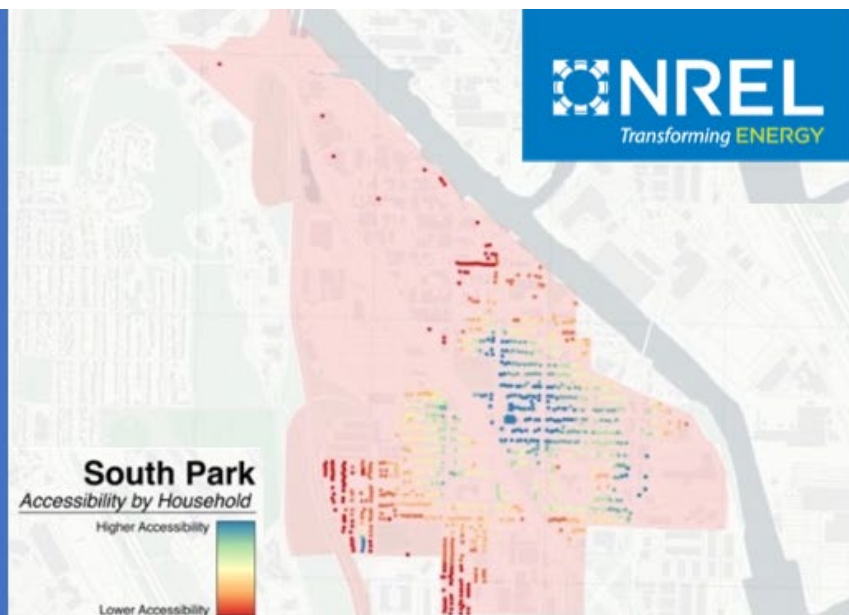 NREL
Transforming ENERGY
South Park
Accessibility by Household
Higher Accessibility
Lower Accessibility